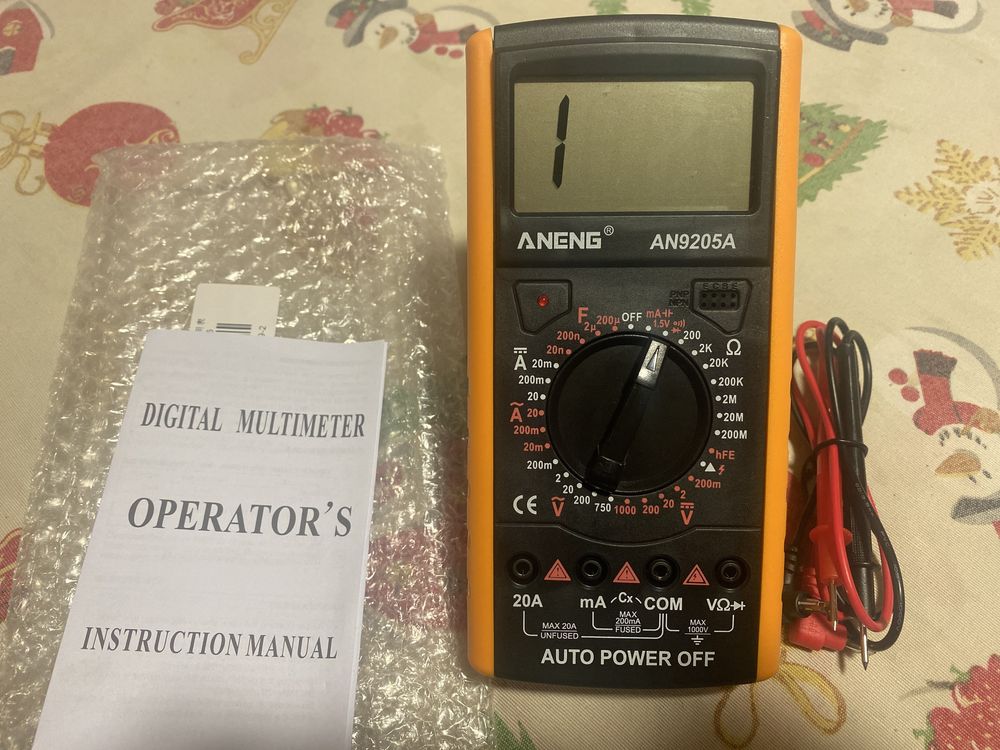 1
ANENG®
AN9205A
E C B E
PNP
NPN
F
2µ
200µ
OFF
mA
1.5V
200
200n
2K
Ω
20n
20K
A
20m
200K
200m
2M
20
A
20
20M
200m
200M
20m
hFE
200m
200m
2
2
20
20
CE
V
200
750
1000
200
V
20A
mA
Cx
COM
VΩ
MAX 20A
UNFUSED
MAX
200mA
FUSED
MAX
1000V
AUTO POWER OFF
DIGITAL MULTIMETER
OPERATOR'S
INSTRUCTION MANUAL